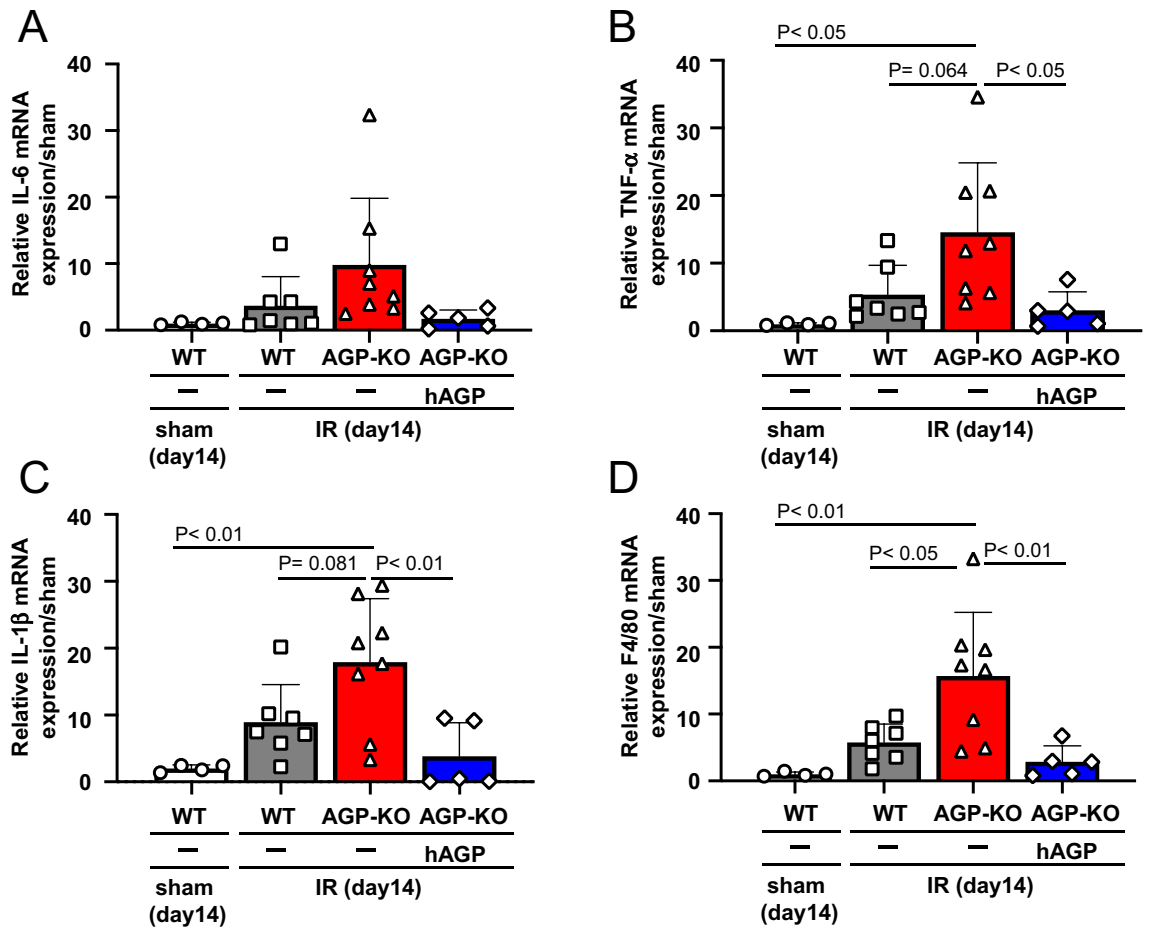 A
Relative IL-6 mRNA
expression/sham
40
30
20
10
0
WT
WT
AGP-KO
AGP-KO
—
—
—
hAGP
sham
(day14)
IR (day14)
B
Relative TNF-α mRNA
expression/sham
40
30
20
10
0
P< 0.05
P= 0.064
P< 0.05
WT
WT
AGP-KO
AGP-KO
—
—
—
hAGP
sham
(day14)
IR (day14)
C
Relative IL-1β mRNA
expression/sham
40
30
20
10
0
P< 0.01
P= 0.081
P< 0.01
WT
WT
AGP-KO
AGP-KO
—
—
—
hAGP
sham
(day14)
IR (day14)
D
Relative F4/80 mRNA
expression/sham
40
30
20
10
0
P< 0.01
P< 0.05
P< 0.01
WT
WT
AGP-KO
AGP-KO
—
—
—
hAGP
sham
(day14)
IR (day14)